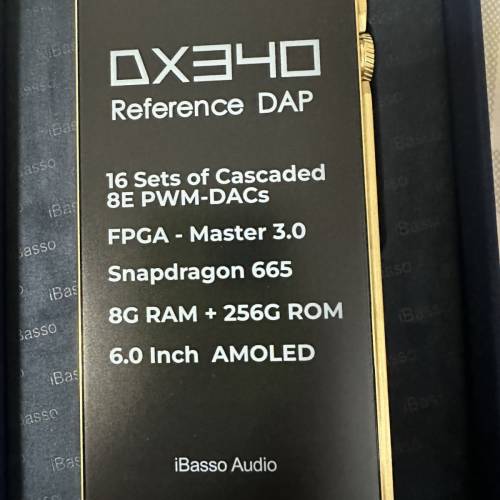 DX340
Reference DAP
16 Sets of Cascaded
8E PWM-DACs
FPGA - Master 3.0
Snapdragon 665
8G RAM + 256G ROM
6.0 Inch AMOLED
iBasso Audio